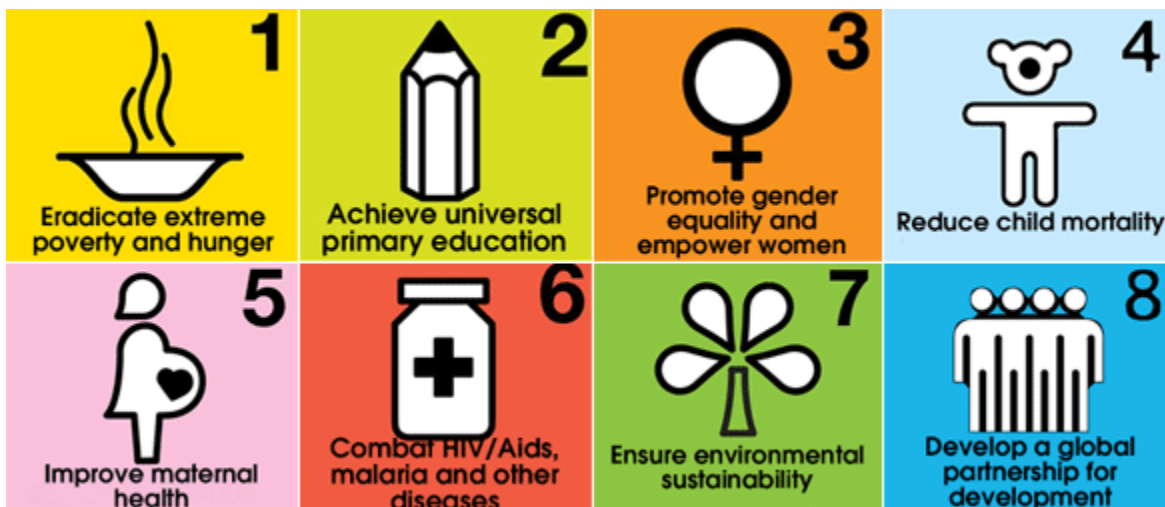 1
Eradicate extreme
poverty and hunger
2
Achieve universal
primary education
3
Promote gender
equality and
empower women
4
Reduce child mortality
5
Improve maternal
health
6
Combat HIV/Aids,
malaria and other
diseases
7
Ensure environmental
sustainability
8
Develop a global
partnership for
development